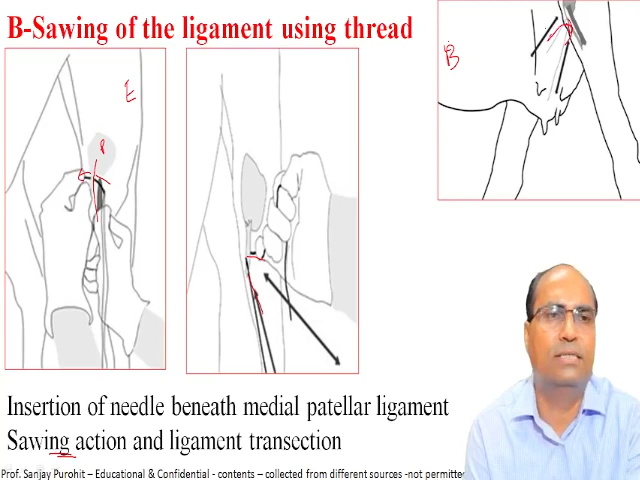 B-Sawing of the ligament using thread
B
E
P
Insertion of needle beneath medial patellar ligament
Sawing action and ligament transection
Prof. Sanjay Purohit – Educational & Confidential - contents – collected from different sources -not permitted